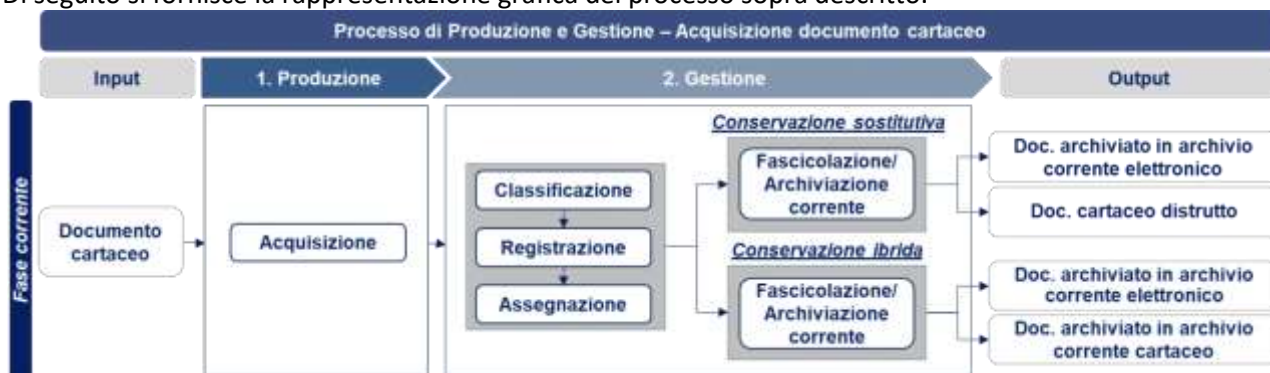 Di seguito si fornisce la rappresentazione grafica del processo sopra descritto.
Processo di Produzione e Gestione – Acquisizione documento cartaceo
Input
1. Produzione
2. Gestione
Output
Fase corrente
Documento
cartaceo
Acquisizione
Classificazione
Registrazione
Assegnazione
Conservazione sostitutiva
Fascicolazione/
Archiviazione
corrente
Conservazione ibrida
Fascicolazione/
Archiviazione
corrente
Doc. archiviato in archivio
corrente elettronico
Doc. cartaceo distrutto
Doc. archiviato in archivio
corrente elettronico
Doc. archiviato in archivio
corrente cartaceo